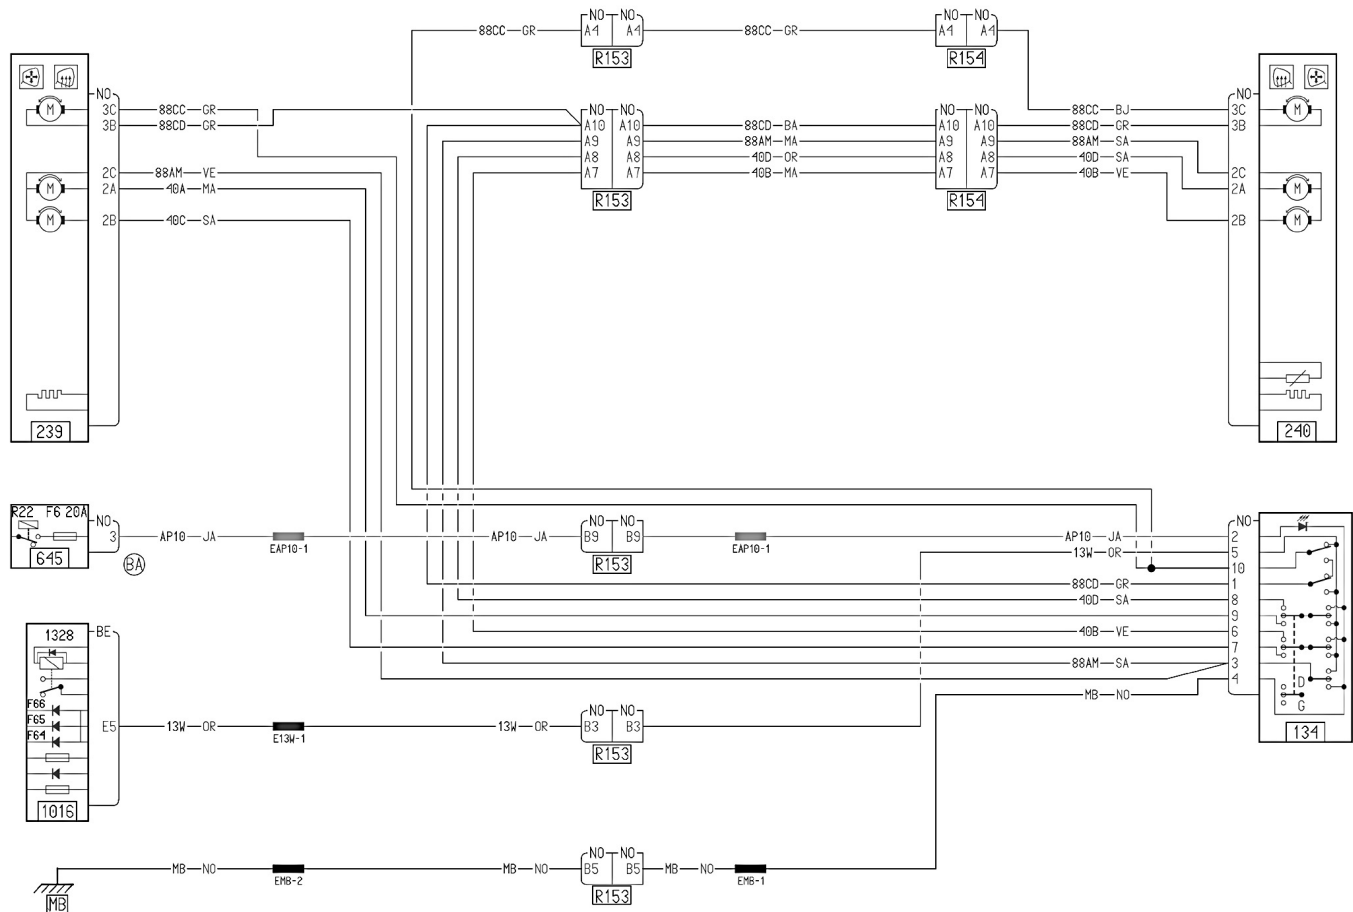 NO NO NO NO
88CC GR A4 A4 88CC GR A4 A4
R153 R154
NO NO NO NO NO NO
3C 88CC GR 88CC BJ 3C
3B 88CD GR A10 A10 88CD BA A10 A10 88CD GR 3B
M M
A9 A9 88AM MA A9 A9 88AM SA
A8 A8 40D OR A8 A8 40D SA
2C 88AM VE A7 A7 40B MA A7 A7 40B VE 2C
M 2A 40A MA 2A M
R153 R154
M 2B 40C SA 2B M
239 240
R22 F6 20A NO NO NO NO
3 AP10 JA AP10 JA B9 B9 AP10 JA 2
EAP10-1 EAP10-1
645 BA R153
13W OR 5
10
88CD GR 1
40D SA 8
9
1328 BE 40B VE 6
7
88AM SA 3
4
MB NO
D
G
F66
F65
F64
NO NO
E5 13W OR 13W OR B3 B3
E13W-1
R153 134
1016
NO NO
MB NO MB NO B5 B5 MB NO
EMB-2 EMB-1
R153
MB